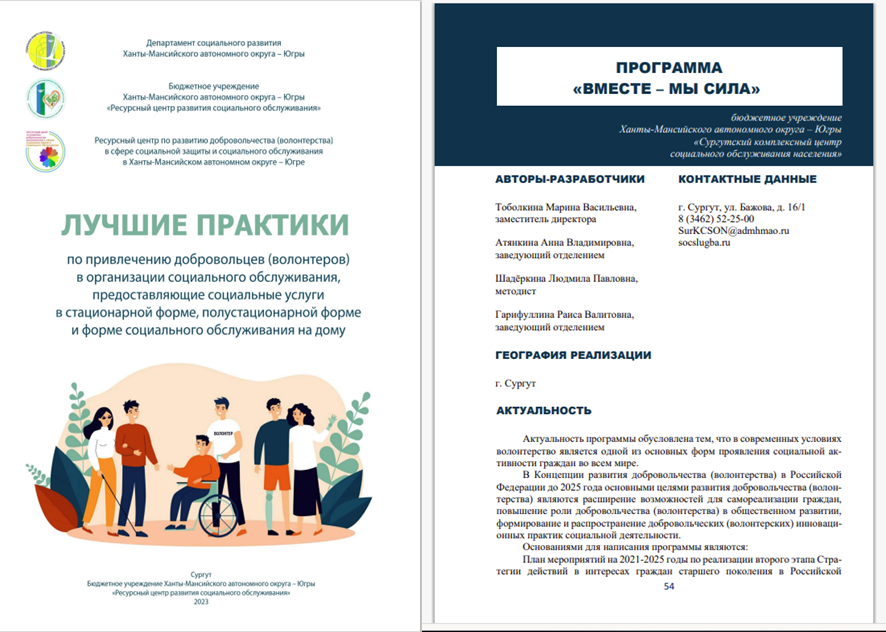 Департамент социального развития
Ханты-Мансийского автономного округа – Югры
Бюджетное учреждение
Ханты-Мансийского автономного округа – Югры
«Ресурсный центр развития социального обслуживания»
Ресурсный центр по развитию добровольчества (волонтерства)
в сфере социальной защиты и социального обслуживания
в Ханты-Мансийском автономном округе – Югре
ЛУЧШИЕ ПРАКТИКИ
по привлечению добровольцев (волонтеров)
в организации социального обслуживания,
предоставляющие социальные услуги
в стационарной форме, полустационарной форме
и форме социального обслуживания на дому
ВОЛОНТЕР
Сургут
Бюджетное учреждение Ханты-Мансийского автономного округа – Югры
«Ресурсный центр развития социального обслуживания»
2023
ПРОГРАММА
«ВМЕСТЕ – МЫ СИЛА»
бюджетное учреждение
Ханты-Мансийского автономного округа – Югры
«Сургутский комплексный центр
социального обслуживания населения»
АВТОРЫ-РАЗРАБОТЧИКИ
Тоболкина Марина Васильевна,
заместитель директора
Атянкина Анна Владимировна,
заведующий отделением
Шадёркина Людмила Павловна,
методист
Гарифуллина Раиса Валитовна,
заведующий отделением
КОНТАКТНЫЕ ДАННЫЕ
г. Сургут, ул. Бажова, д. 16/1
8 (3462) 52-25-00
SurKCSON@admhmao.ru
socslugba.ru
ГЕОГРАФИЯ РЕАЛИЗАЦИИ
г. Сургут
АКТУАЛЬНОСТЬ
Актуальность программы обусловлена тем, что в современных условиях
волонтерство является одной из основных форм проявления социальной ак-
тивности граждан во всем мире.
В Концепции развития добровольчества (волонтерства) в Российской
Федерации до 2025 года основными целями развития добровольчества (волон-
терства) являются расширение возможностей для самореализации граждан,
повышение роли добровольчества (волонтерства) в общественном развитии,
формирование и распространение добровольческих (волонтерских) инноваци-
онных практик социальной деятельности.
Основаниями для написания программы являются:
План мероприятий на 2021-2025 годы по реализации второго этапа Стра-
тегии действий в интересах граждан старшего поколения в Российской
54